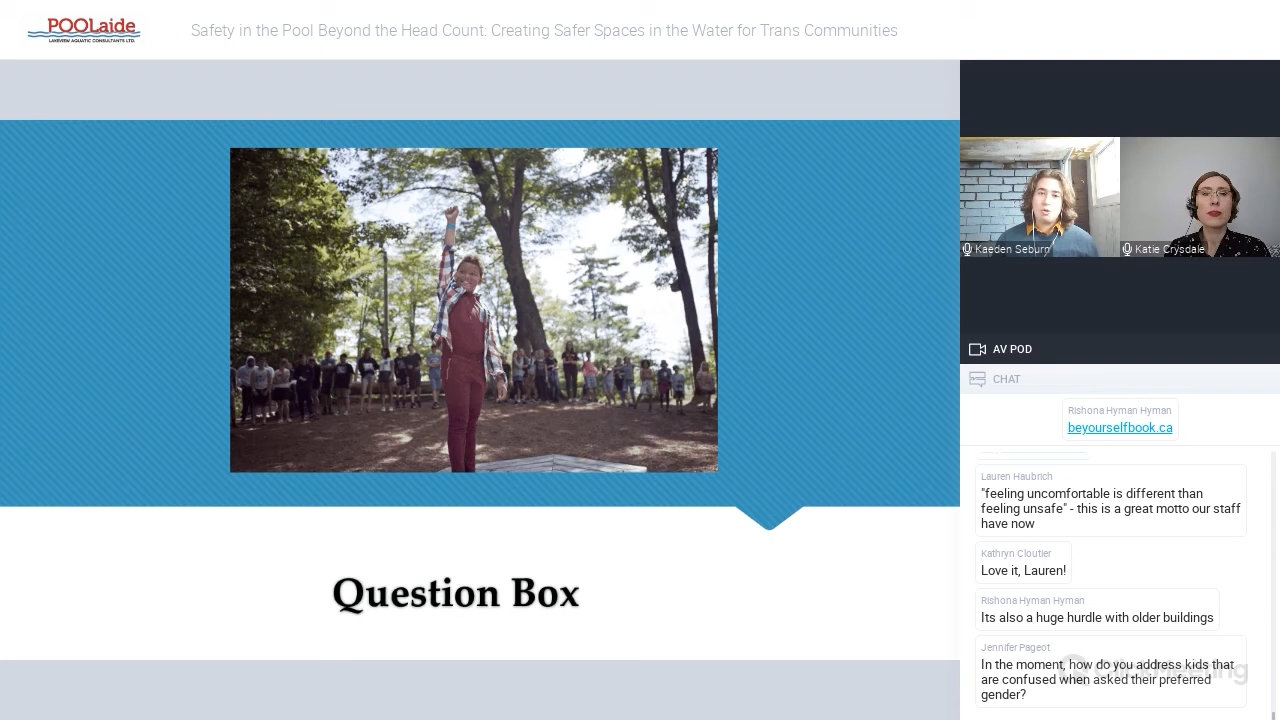 POOLaide
LAKEVIEW AQUATIC CONSULTANTS LTD.
Safety in the Pool Beyond the Head Count: Creating Safer Spaces in the Water for Trans Communities
Question Box
Kaeden Seburn
Katie Crysdale
AV POD
CHAT
Rishona Hyman Hyman
beyourselfbook.ca
Lauren Haubrich
"feeling uncomfortable is different than
feeling unsafe" - this is a great motto our staff
have now
Kathryn Cloutier
Love it, Lauren!
Rishona Hyman Hyman
Its also a huge hurdle with older buildings
Jennifer Pageot
In the moment, how do you address kids that
are confused when asked their preferred
gender?